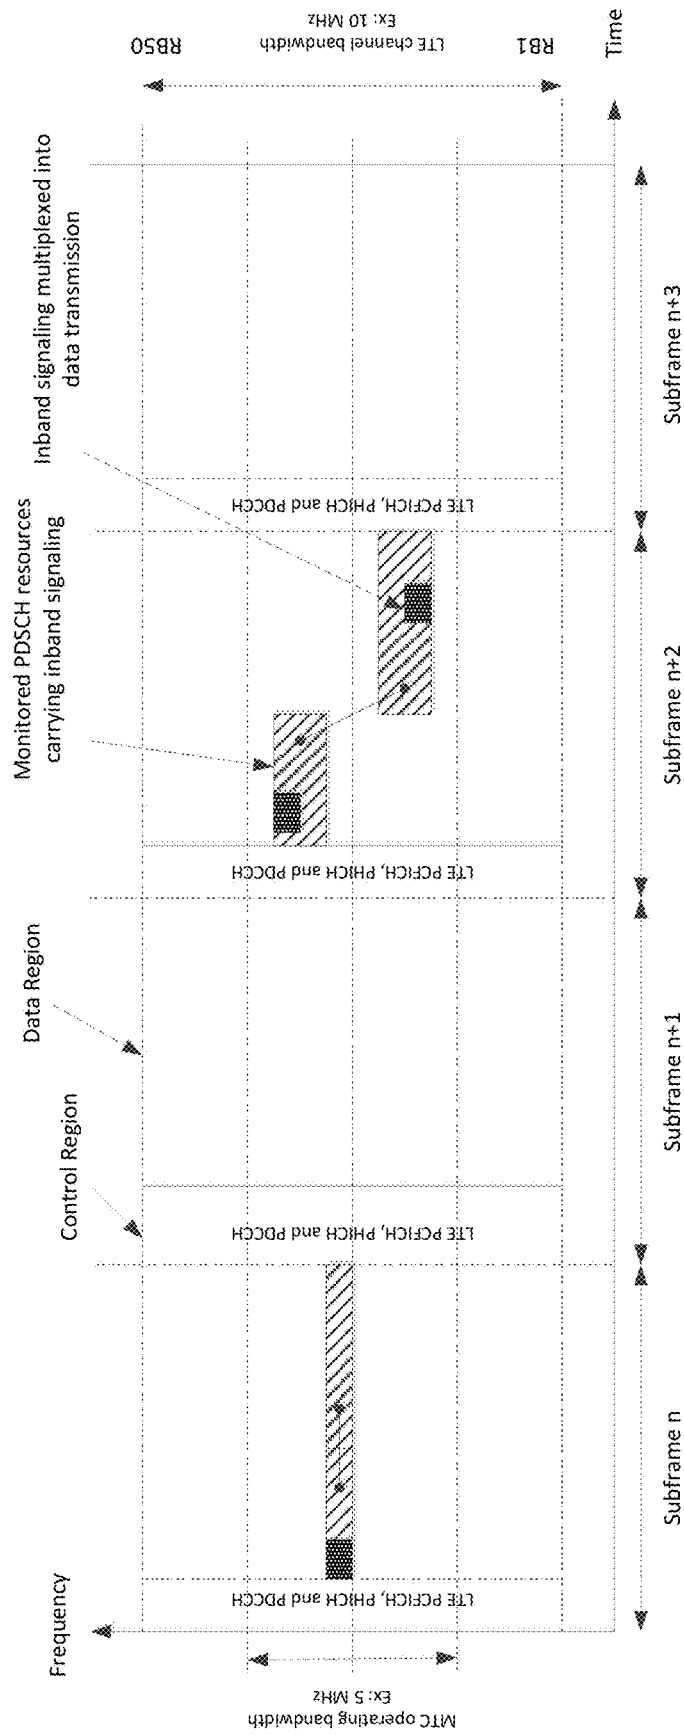 Frequency
Control Region
Data Region
Monitored PDSCH resources
carrying inband signaling
Inband signaling multiplexed into
data transmission
MTC operating bandwidth
Ex: 5 MHz
LTE PCFICH, PHICH and PDCCH
LTE PCFICH, PHICH and PDCCH
LTE PCFICH, PHICH and PDCCH
LTE PCFICH, PHICH and PDCCH
RB50
LTE channel bandwidth
Ex: 10 MHz
RB1
Time
Subframe n
Subframe n+1
Subframe n+2
Subframe n+3